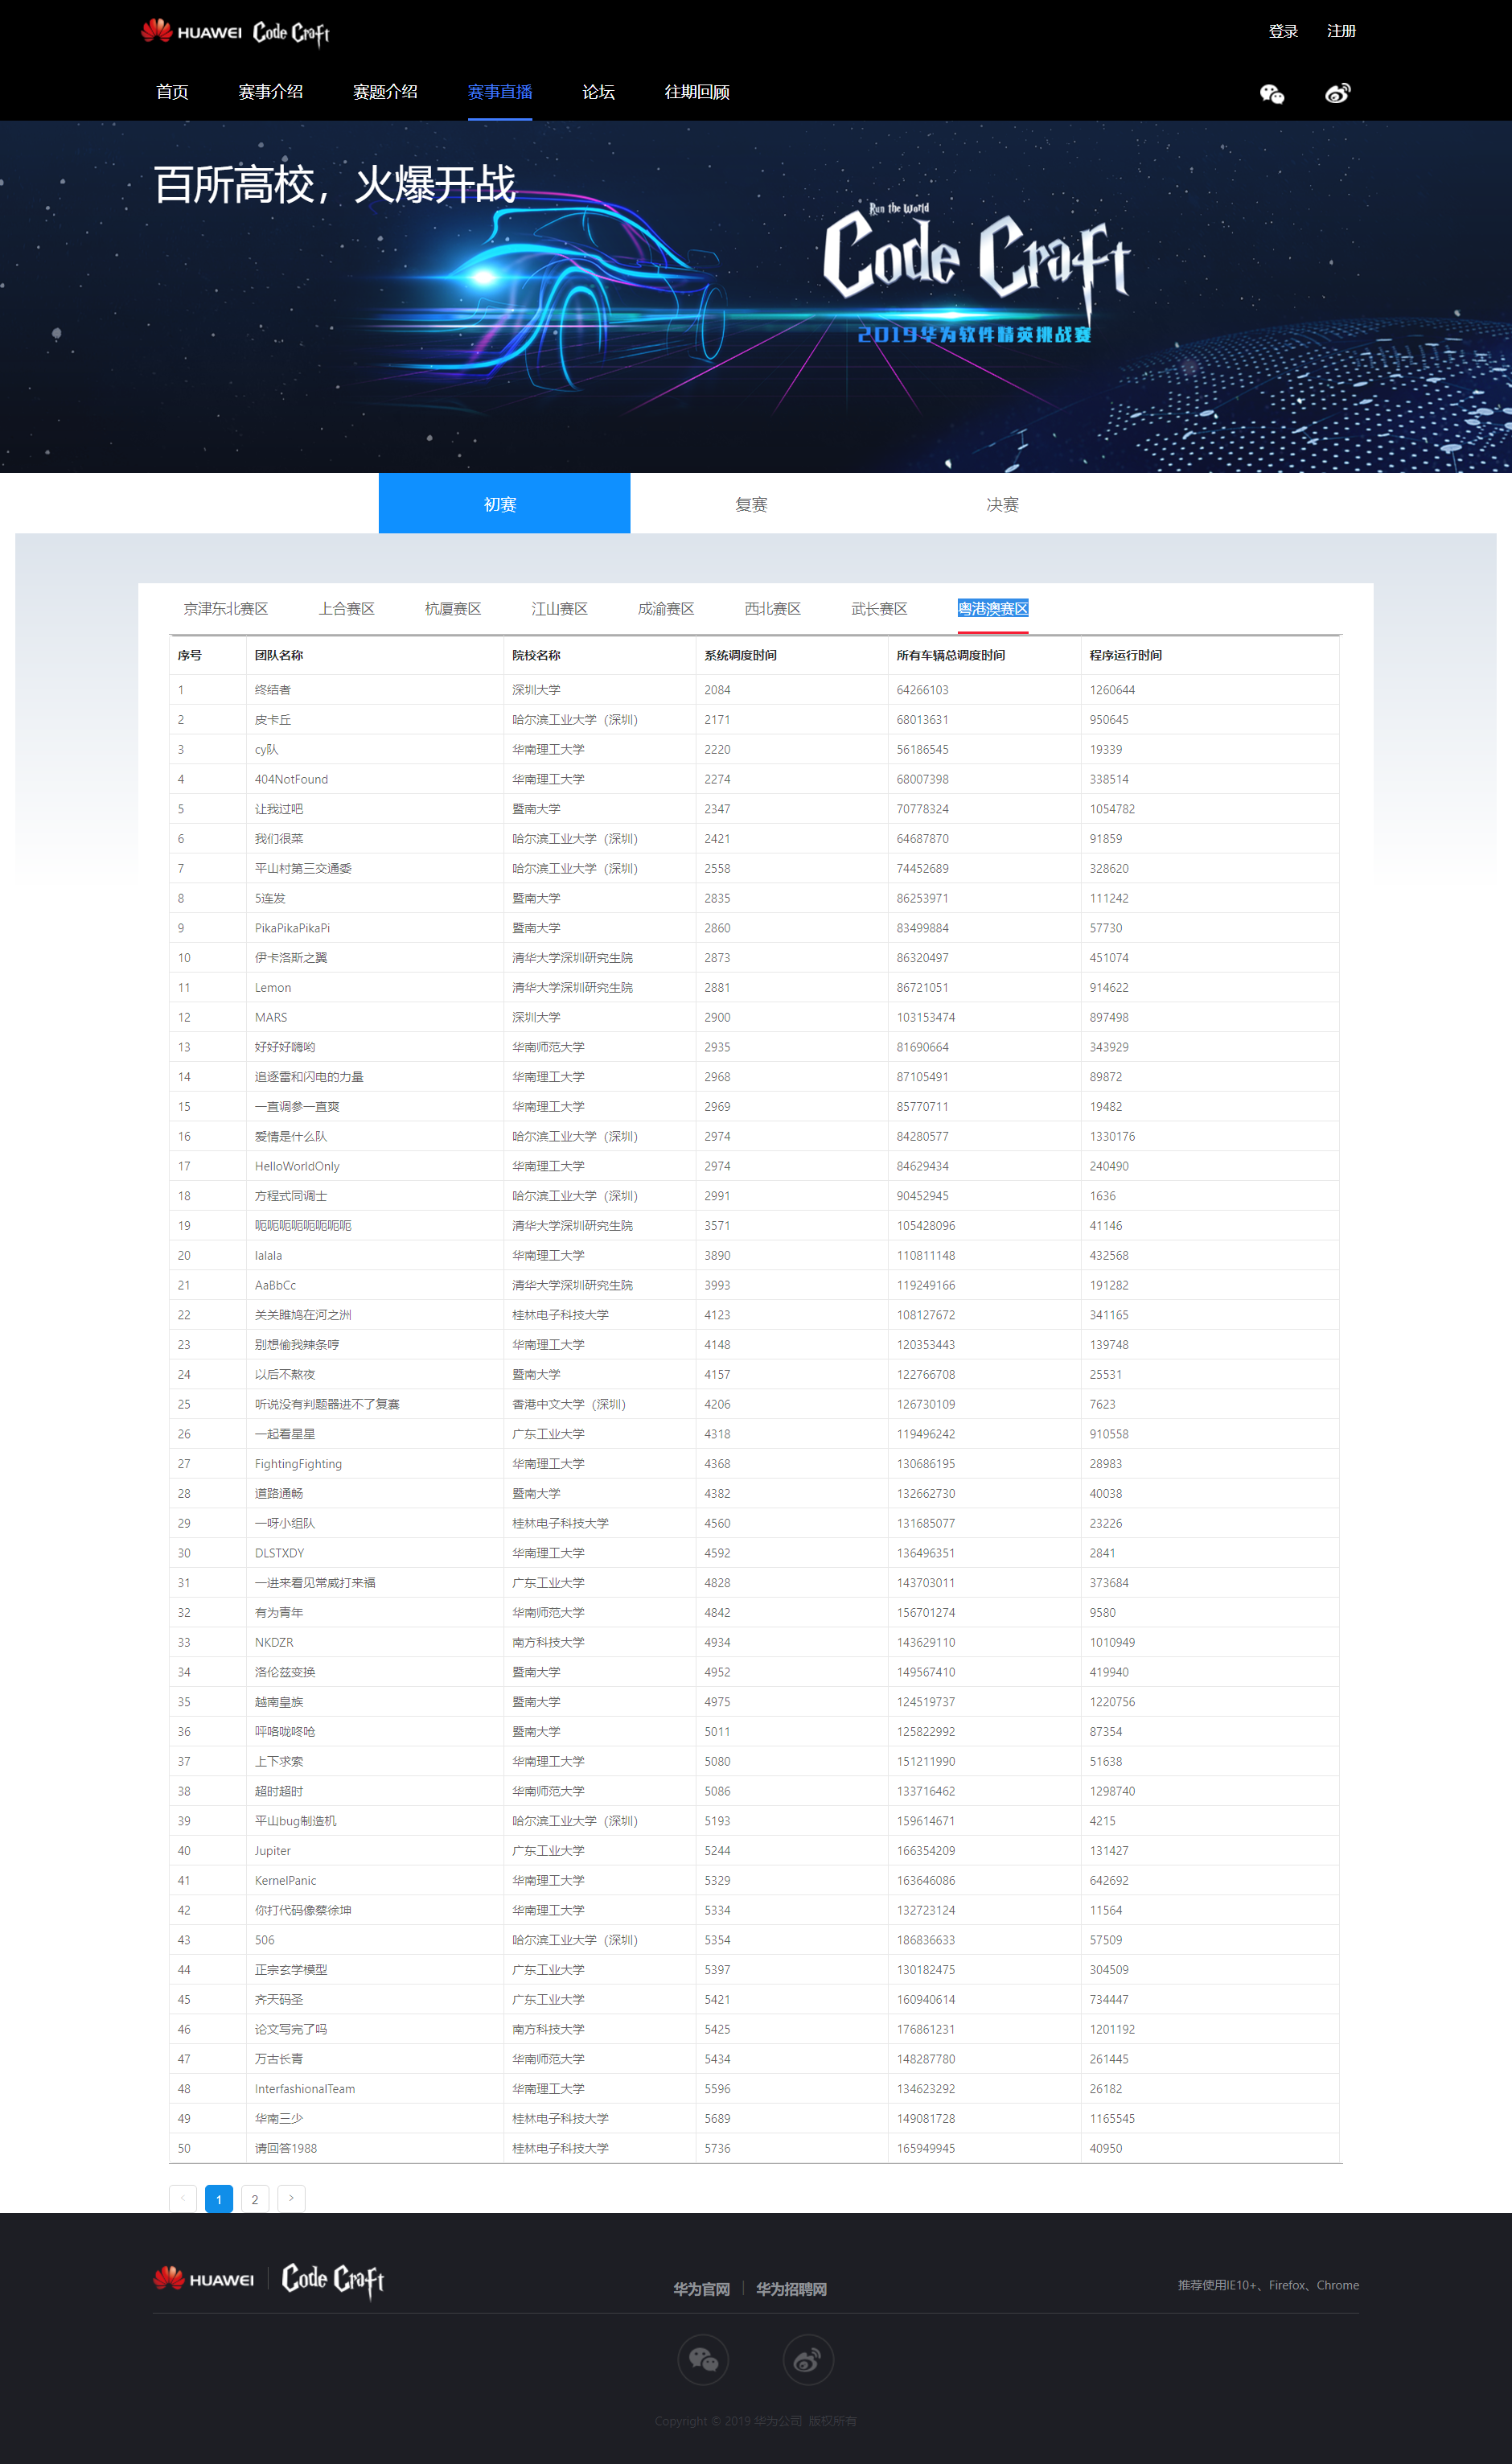 HUAWEI Code Craft
登录 注册
首页 赛事介绍 赛题介绍 赛事直播 论坛 往期回顾
百所高校，火爆开战
Run the World
Code Craft
2019华为软件精英挑战赛
初赛 复赛 决赛
京津东北赛区 上合赛区 杭厦赛区 江山赛区 成渝赛区 西北赛区 武长赛区 粤港澳赛区
序号 团队名称 院校名称 系统调度时间 所有车辆总调度时间 程序运行时间
1 终结者 深圳大学 2084 64266103 1260644
2 皮卡丘 哈尔滨工业大学（深圳） 2171 68013631 950645
3 cy队 华南理工大学 2220 56186545 19339
4 404NotFound 华南理工大学 2274 68007398 338514
5 让我过吧 暨南大学 2347 70778324 1054782
6 我们很菜 哈尔滨工业大学（深圳） 2421 64687870 91859
7 平山村第三交通委 哈尔滨工业大学（深圳） 2558 74452689 328620
8 5连发 暨南大学 2835 86253971 111242
9 PikaPikaPikaPi 暨南大学 2860 83499884 57730
10 伊卡洛斯之翼 清华大学深圳研究生院 2873 86320497 451074
11 Lemon 清华大学深圳研究生院 2881 86721051 914622
12 MARS 深圳大学 2900 103153474 897498
13 好好好嗨哟 华南师范大学 2935 81690664 343929
14 追逐雷和闪电的力量 华南理工大学 2968 87105491 89872
15 一直调参一直爽 华南理工大学 2969 85770711 19482
16 爱情是什么队 哈尔滨工业大学（深圳） 2974 84280577 1330176
17 HelloWorldOnly 华南理工大学 2974 84629434 240490
18 方程式同调士 哈尔滨工业大学（深圳） 2991 90452945 1636
19 呃呃呃呃呃呃呃呃 清华大学深圳研究生院 3571 105428096 41146
20 lalala 华南理工大学 3890 110811148 432568
21 AaBbCc 清华大学深圳研究生院 3993 119249166 191282
22 关关雎鸠在河之洲 桂林电子科技大学 4123 108127672 341165
23 别想偷我辣条哼 华南理工大学 4148 120353443 139748
24 以后不熬夜 暨南大学 4157 122766708 25531
25 听说没有判题器进不了复赛 香港中文大学（深圳） 4206 126730109 7623
26 一起看星星 广东工业大学 4318 119496242 910558
27 FightingFighting 华南理工大学 4368 130686195 28983
28 道路通畅 暨南大学 4382 132662730 40038
29 一呀小组队 桂林电子科技大学 4560 131685077 23226
30 DLSTXDY 华南理工大学 4592 136496351 2841
31 一进来看见常威打来福 广东工业大学 4828 143703011 373684
32 有为青年 华南师范大学 4842 156701274 9580
33 NKDZR 南方科技大学 4934 143629110 1010949
34 洛伦兹变换 暨南大学 4952 149567410 419940
35 越南皇族 暨南大学 4975 124519737 1220756
36 呯咯咙咚呛 暨南大学 5011 125822992 87354
37 上下求索 华南理工大学 5080 151211990 51638
38 超时超时 华南师范大学 5086 133716462 1298740
39 平山bug制造机 哈尔滨工业大学（深圳） 5193 159614671 4215
40 Jupiter 广东工业大学 5244 166354209 131427
41 KernelPanic 华南理工大学 5329 163646086 642692
42 你打代码像蔡徐坤 华南理工大学 5334 132723124 11564
43 506 哈尔滨工业大学（深圳） 5354 186836633 57509
44 正宗玄学模型 广东工业大学 5397 130182475 304509
45 齐天码圣 广东工业大学 5421 160940614 734447
46 论文写完了吗 南方科技大学 5425 176861231 1201192
47 万古长青 华南师范大学 5434 148287780 261445
48 InterfashionalTeam 华南理工大学 5596 134623292 26182
49 华南三少 桂林电子科技大学 5689 149081728 1165545
50 请回答1988 桂林电子科技大学 5736 165949945 40950
< 1 2 >
HUAWEI Code Craft
华为官网 华为招聘网
推荐使用IE10+、Firefox、Chrome
Copyright © 2019 华为公司 版权所有